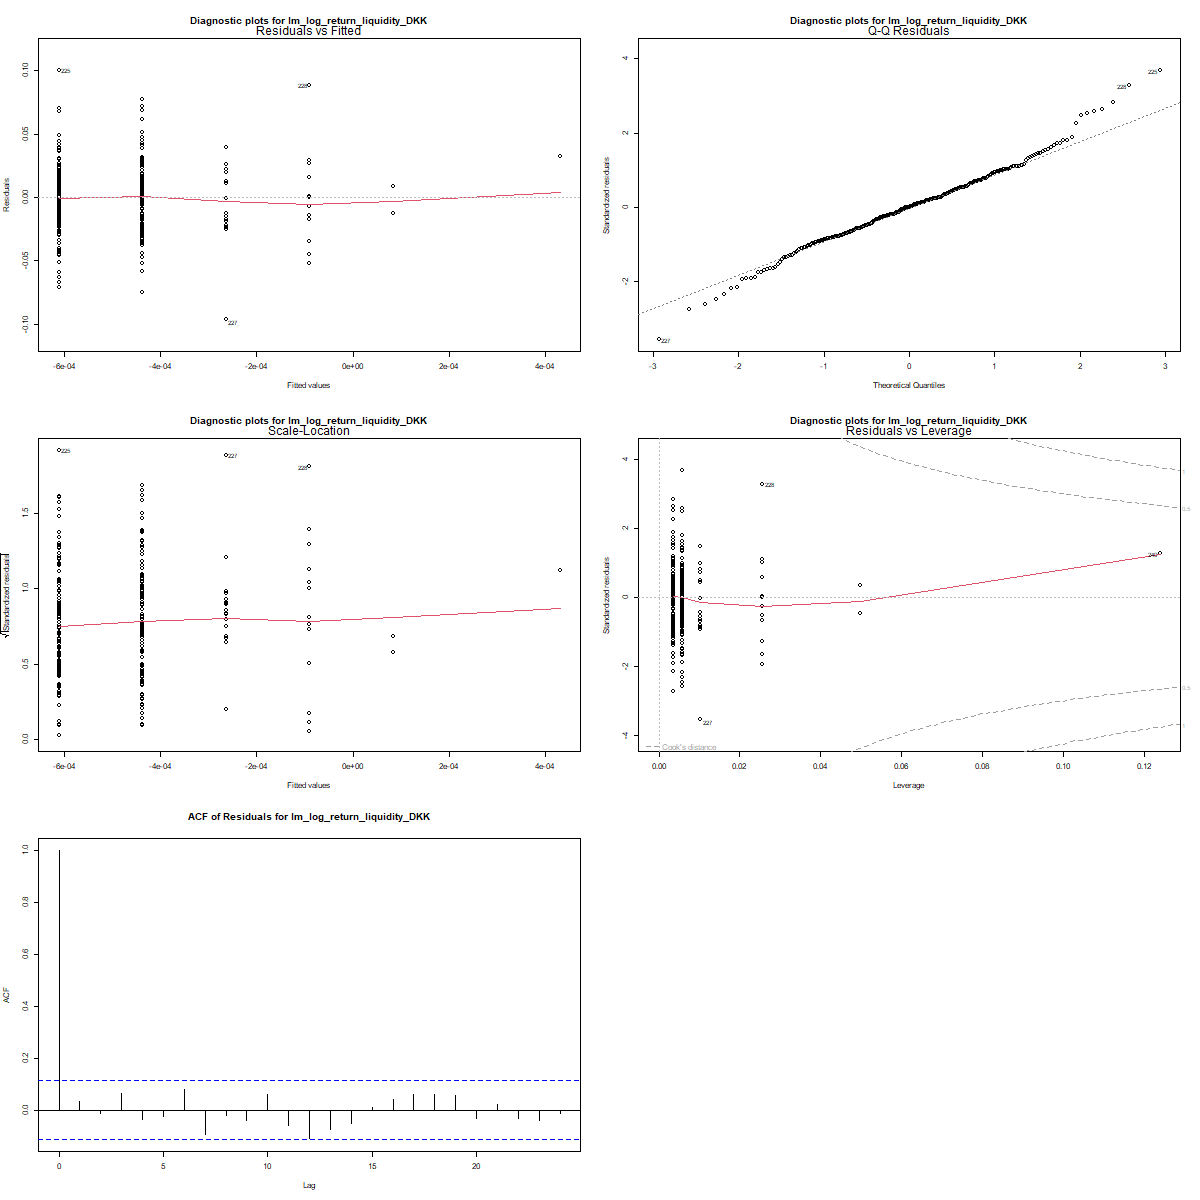 Diagnostic plots for lm_log_return_liquidity_DKK
Residuals vs Fitted
Residuals
0.10
0.05
0.00
-0.05
-0.10
225
228
227
-6e-04
-4e-04
-2e-04
0e+00
2e-04
4e-04
Fitted values
Diagnostic plots for lm_log_return_liquidity_DKK
Q-Q Residuals
Standardized residuals
4
2
0
-2
225
228
227
-3
-2
-1
0
1
2
3
Theoretical Quantiles
Diagnostic plots for lm_log_return_liquidity_DKK
Scale-Location
√|Standardized residuals|
1.5
1.0
0.5
0.0
225
227
228
-6e-04
-4e-04
-2e-04
0e+00
2e-04
4e-04
Fitted values
Diagnostic plots for lm_log_return_liquidity_DKK
Residuals vs Leverage
Standardized residuals
4
2
0
-2
-4
228
227
249
1
0.5
0.5
1
Cook's distance
0.00
0.02
0.04
0.06
0.08
0.10
0.12
Leverage
ACF of Residuals for lm_log_return_liquidity_DKK
ACF
1.0
0.8
0.6
0.4
0.2
0.0
0
5
10
15
20
Lag